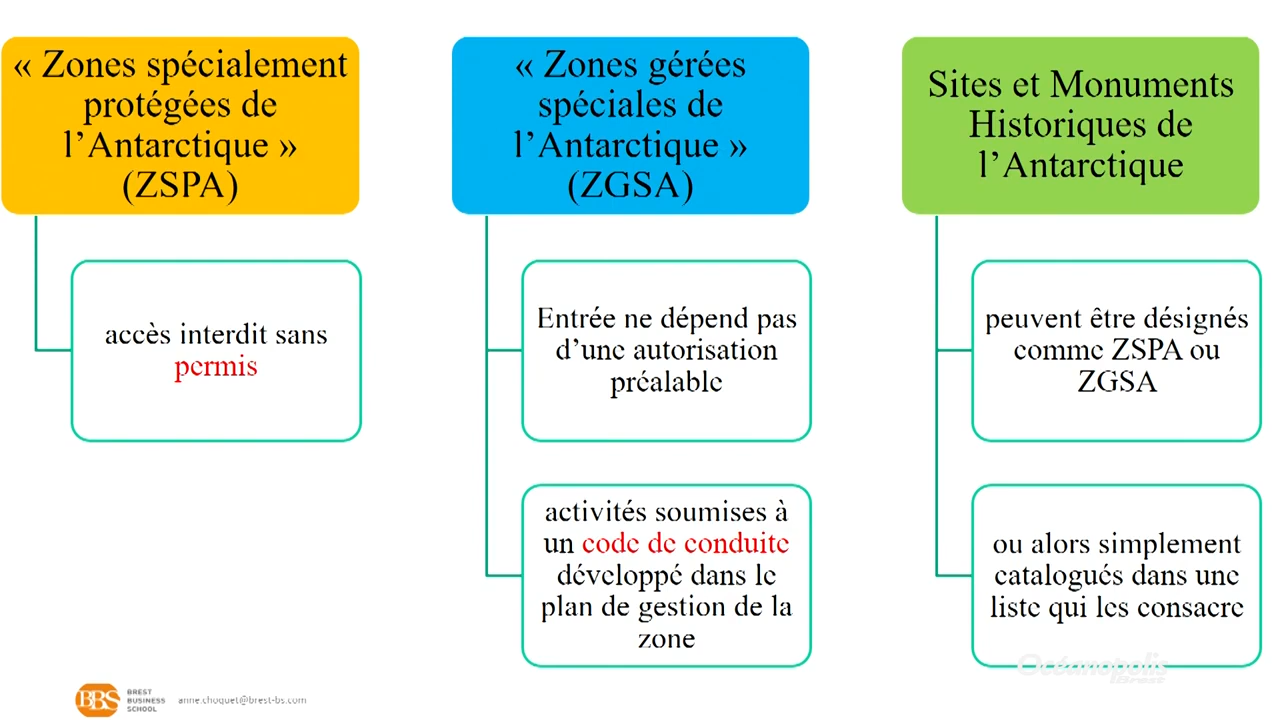 « Zones spécialement
protégées de
l’Antarctique »
(ZSPA)
accès interdit sans
permis
« Zones gérées
spéciales de
l’Antarctique »
(ZGSA)
Entrée ne dépend pas
d’une autorisation
préalable
activités soumises à
un code de conduite
développé dans le
plan de gestion de la
zone
Sites et Monuments
Historiques de
l’Antarctique
peuvent être désignés
comme ZSPA ou
ZGSA
ou alors simplement
catalogués dans une
liste qui les consacre
Océanopolis
Brest
BBS
BREST
BUSINESS
SCHOOL
anne.choquet@brest-bs.com